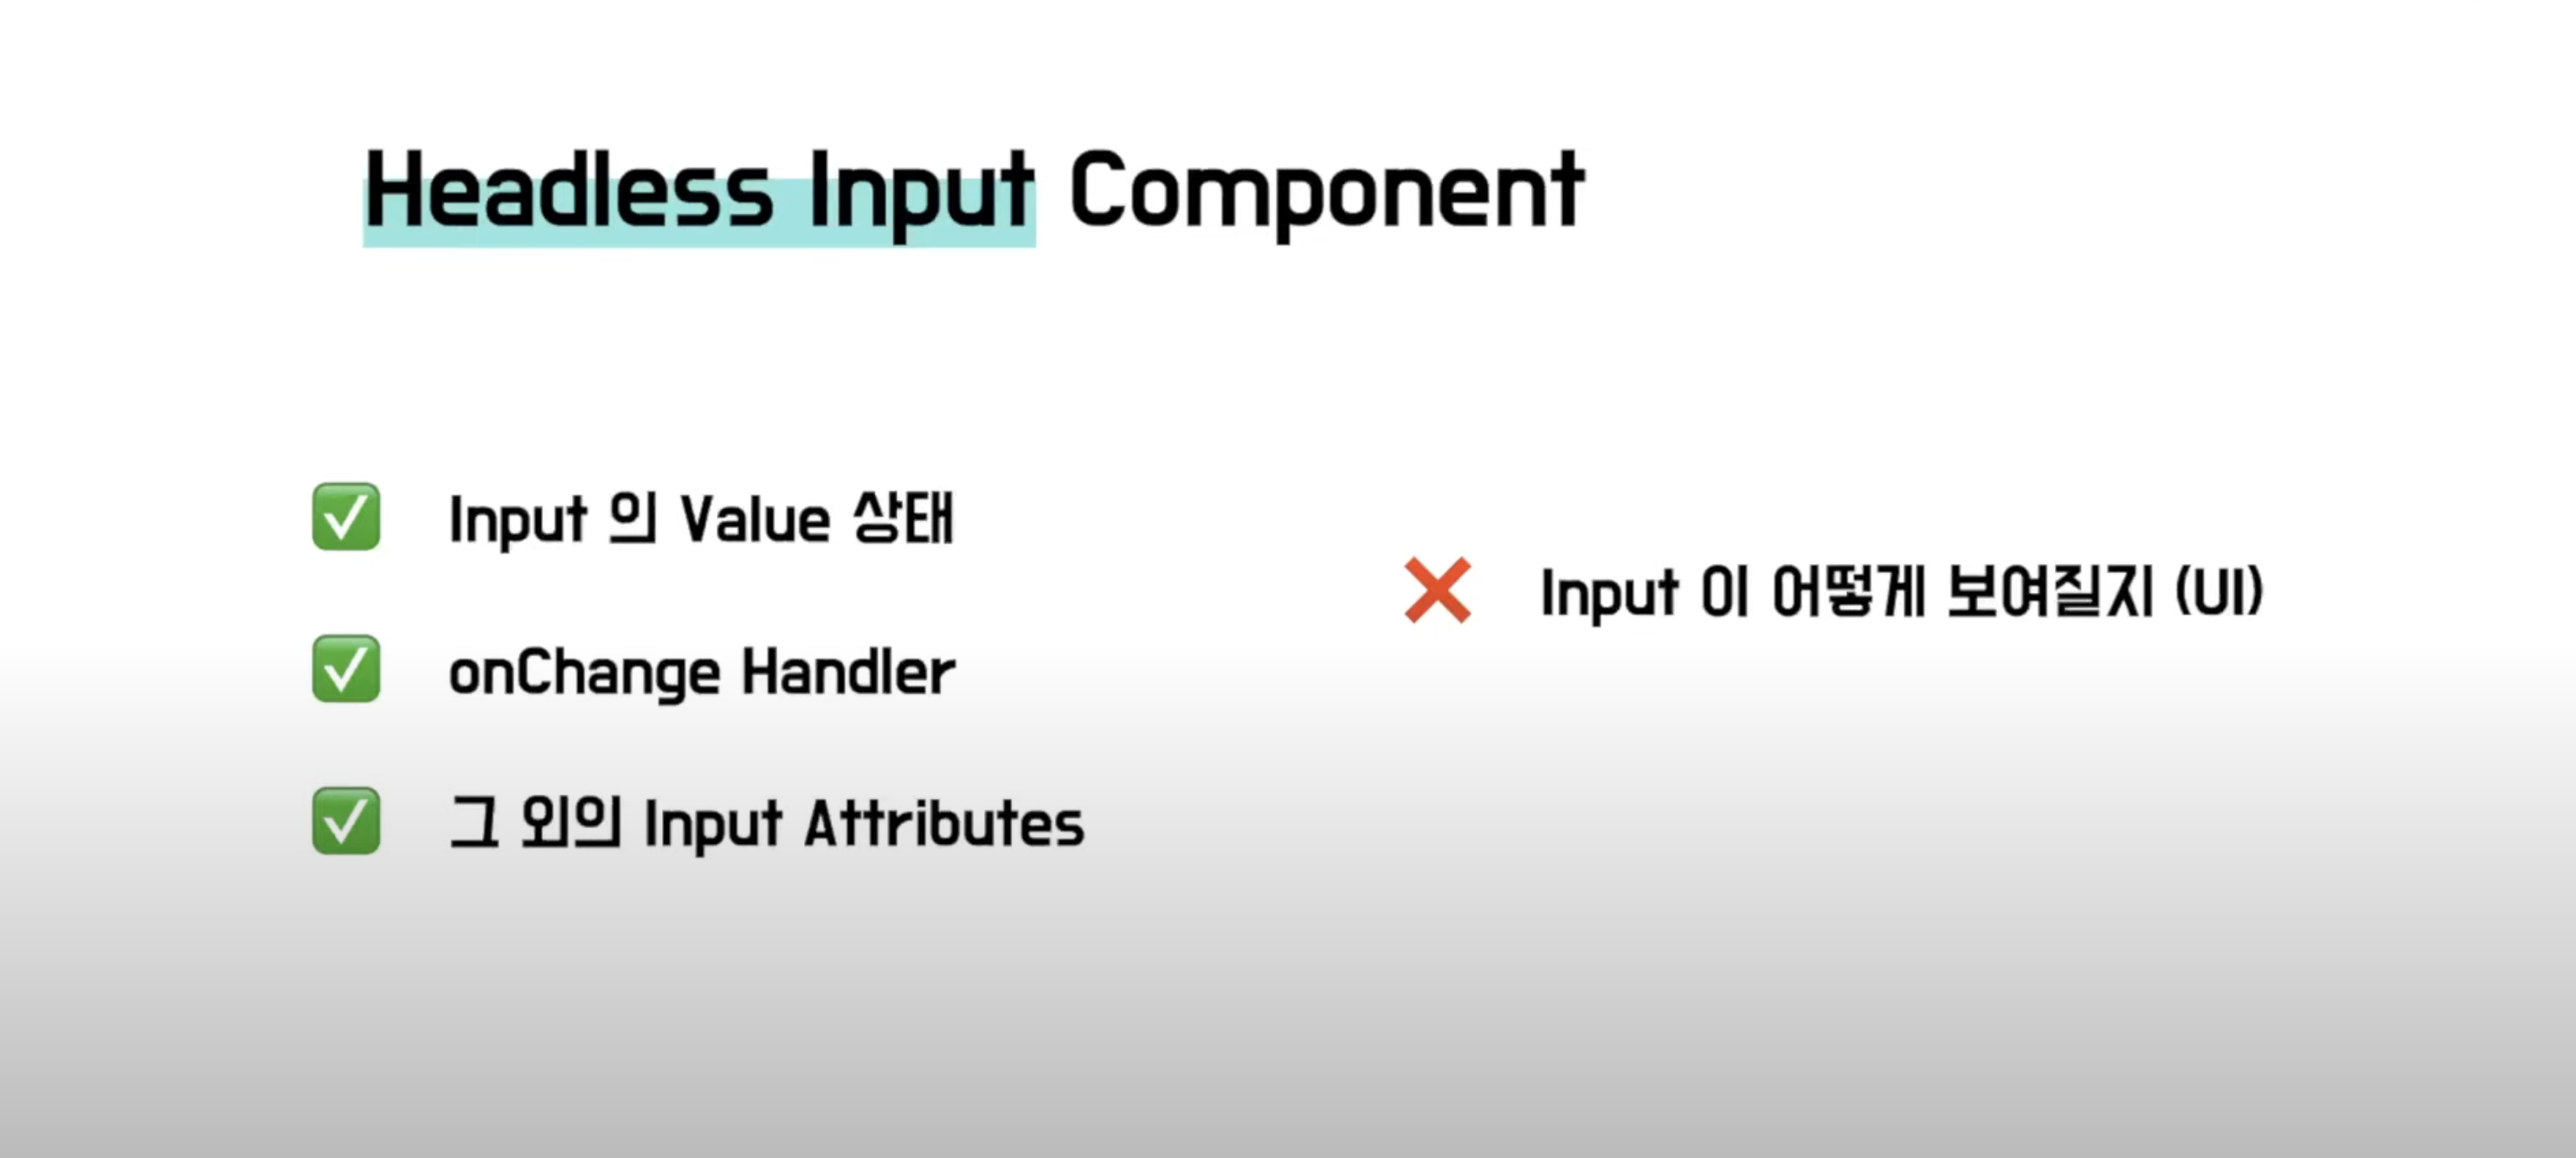 Headless Input Component
Input 의 Value 상태
onChange Handler
그 외의 Input Attributes
Input 이 어떻게 보여질지 (UI)